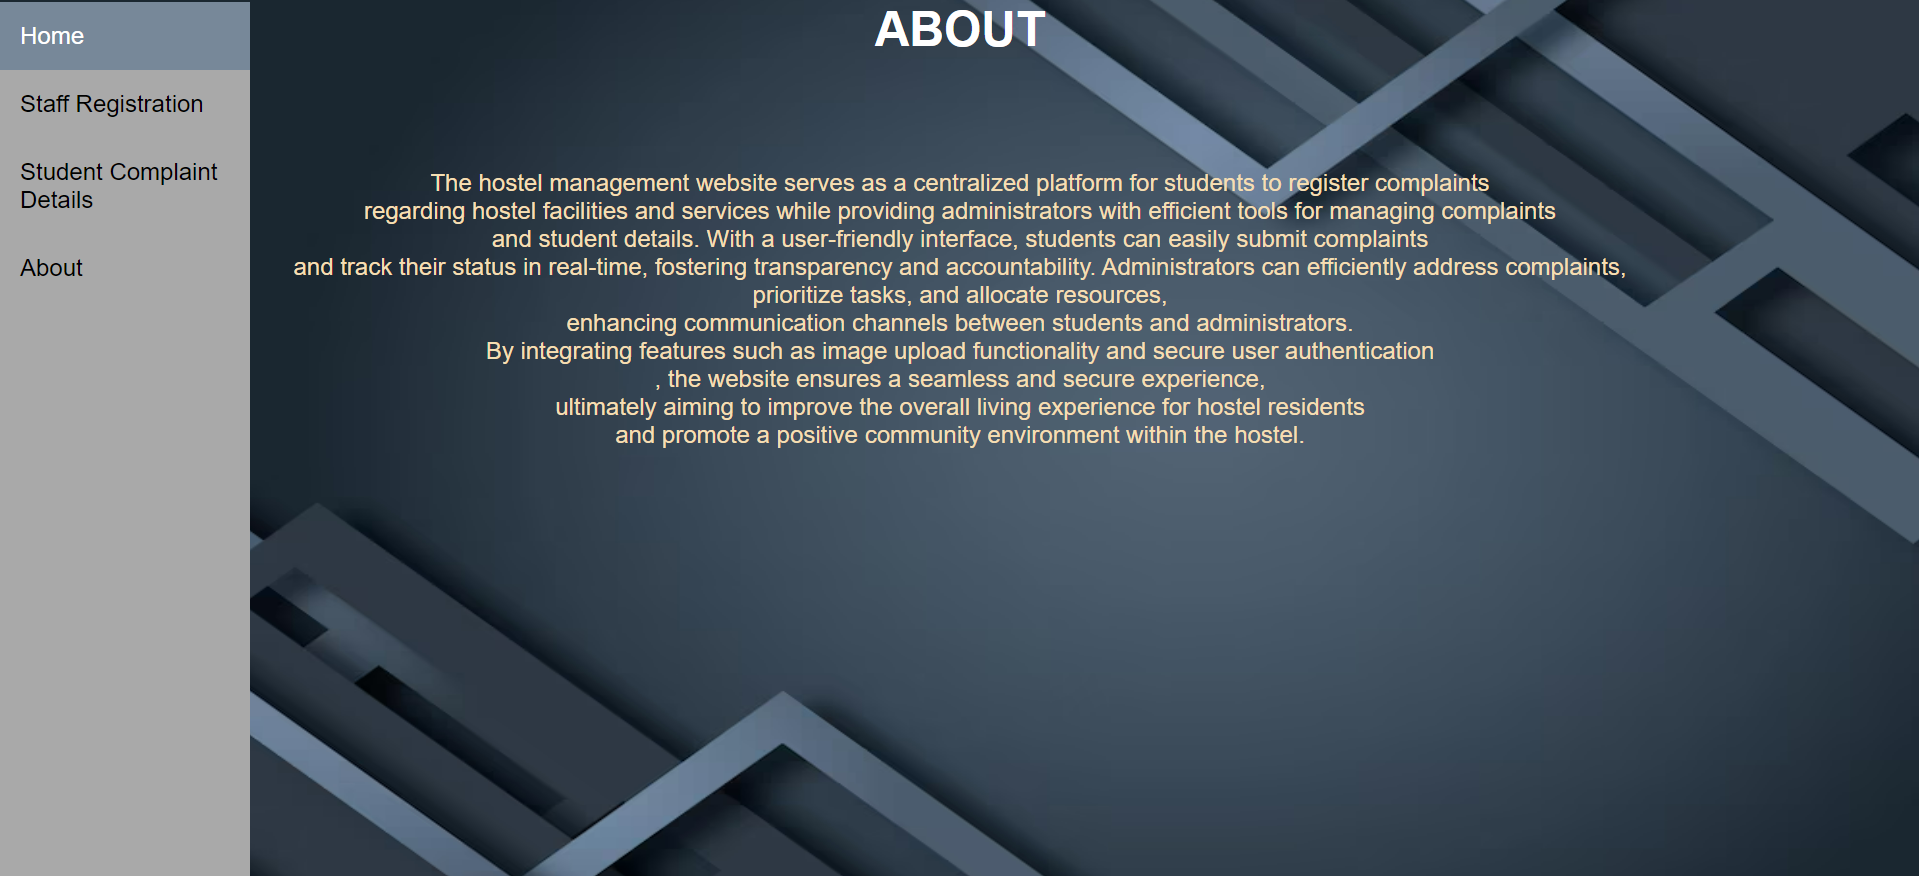 Home
Staff Registration
Student Complaint
Details
About
ABOUT
The hostel management website serves as a centralized platform for students to register complaints
regarding hostel facilities and services while providing administrators with efficient tools for managing complaints
and student details. With a user-friendly interface, students can easily submit complaints
and track their status in real-time, fostering transparency and accountability. Administrators can efficiently address complaints,
prioritize tasks, and allocate resources,
enhancing communication channels between students and administrators.
By integrating features such as image upload functionality and secure user authentication
, the website ensures a seamless and secure experience,
ultimately aiming to improve the overall living experience for hostel residents
and promote a positive community environment within the hostel.